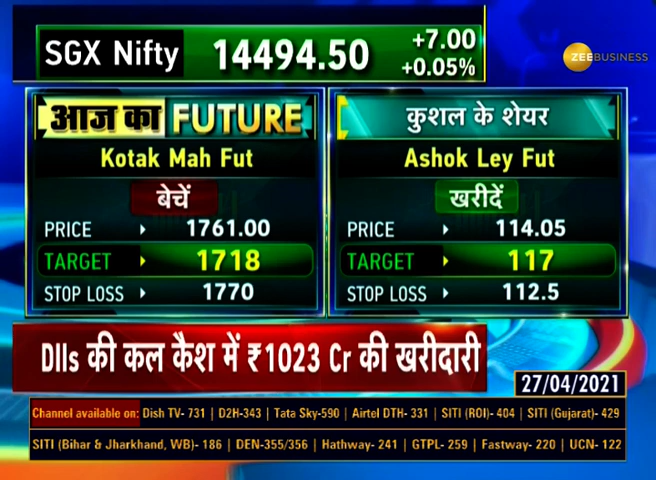 SGX Nifty 14494.50 +7.00 +0.05%
ZEEBUSINESS
आज का FUTURE
Kotak Mah Fut
बेचें
PRICE 1761.00
TARGET 1718
STOP LOSS 1770
कुशल के शेयर
Ashok Ley Fut
खरीदें
PRICE 114.05
TARGET 117
STOP LOSS 112.5
DIIs की कल कैश में ₹1023 Cr की खरीदारी
27/04/2021
Channel available on: Dish TV- 731 | D2H-343 | Tata Sky-590 | Airtel DTH- 331 | SITI (ROI)- 404 | SITI (Gujarat)- 429
SITI (Bihar & Jharkhand, WB)- 186 | DEN-355/356 | Hathway- 241 | GTPL- 259 | Fastway- 220 | UCN- 122